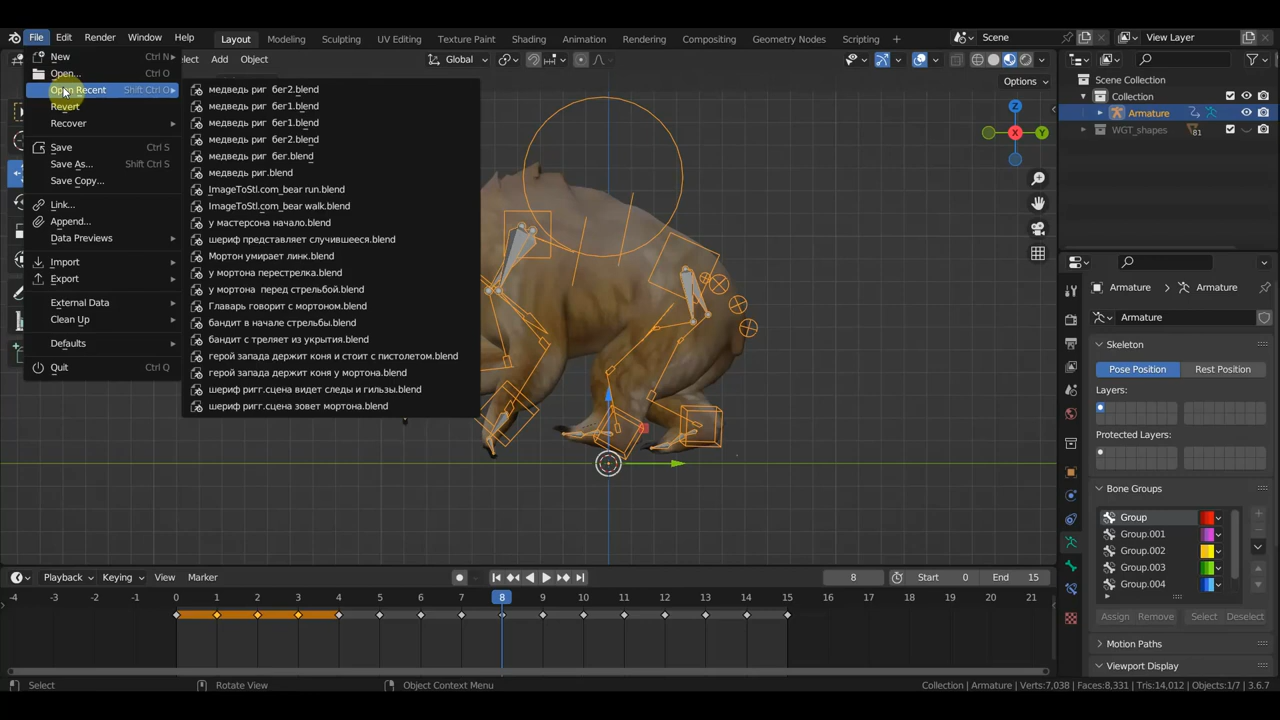 File Edit Render Window Help Layout Modeling Sculpting UV Editing Texture Paint Shading Animation Rendering Compositing Geometry Nodes Scripting + Scene View Layer
Add Object Global Options
New Ctrl N
Open... Ctrl O
Open Recent Shift Ctrl O
Revert
Recover
Save Ctrl S
Save As... Shift Ctrl S
Save Copy...
Link...
Append...
Data Previews
Import
Export
External Data
Clean Up
Defaults
Quit Ctrl Q
медведь риг бег2.blend
медведь риг бег1.blend
медведь риг бег1.blend
медведь риг бег2.blend
медведь риг бег.blend
медведь риг.blend
ImageToStl.com_bear run.blend
ImageToStl.com_bear walk.blend
у мастерсона начало.blend
шериф представляет случившееся.blend
Мортон умирает линк.blend
у мортона перестрелка.blend
у мортона перед стрельбой.blend
Главарь говорит с мортоном.blend
бандит в начале стрельбы.blend
бандит с треляет из укрытия.blend
герой запада держит коня и стоит с пистолетом.blend
герой запада держит коня у мортона.blend
шериф ригг.сцена видет следы и гильзы.blend
шериф ригг.сцена зовет мортона.blend
Z
X
Y
Scene Collection
Collection
Armature
WGT_shapes 81
Armature > Armature
Armature
Skeleton
Pose Position Rest Position
Layers:
Protected Layers:
Bone Groups
Group
Group.001
Group.002
Group.003
Group.004
Assign Remove Select Deselect
Motion Paths
Viewport Display
Playback Keying View Marker 8 Start 0 End 15
-4 -3 -2 -1 0 1 2 3 4 5 6 7 8 9 10 11 12 13 14 15 16 17 18 19 20 21
Select Rotate View Object Context Menu Collection | Armature | Verts:7,038 | Faces:8,331 | Tris:14,012 | Objects:1/7 | 3.6.7